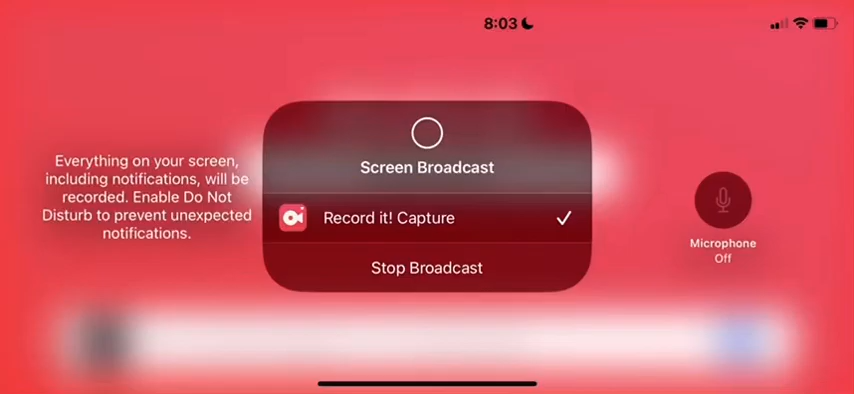 8:03
Everything on your screen,
including notifications, will be
recorded. Enable Do Not
Disturb to prevent unexpected
notifications.
Screen Broadcast
Record it! Capture
Stop Broadcast
Microphone
Off